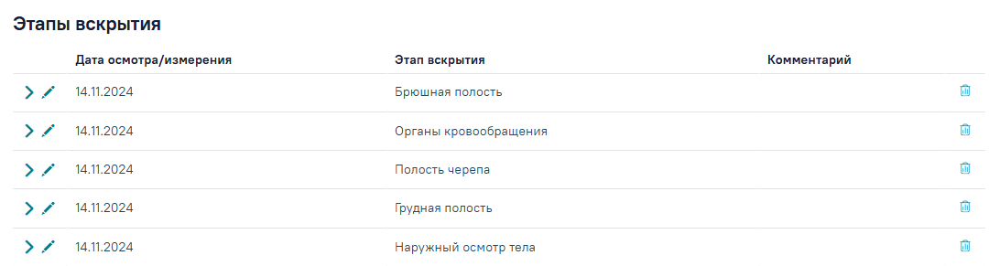 Этапы вскрытия
Дата осмотра/измерения Этап вскрытия Комментарий
14.11.2024 Брюшная полость
14.11.2024 Органы кровообращения
14.11.2024 Полость черепа
14.11.2024 Грудная полость
14.11.2024 Наружный осмотр тела